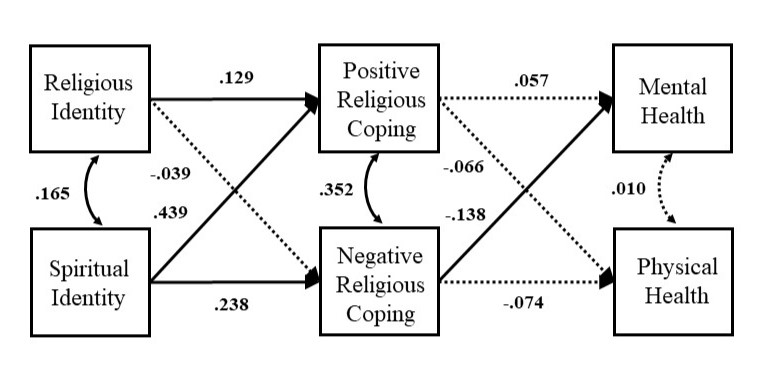 Religious
Identity
.129
Positive
Religious
Coping
.057
Mental
Health
.165
-.039
.439
.352
-.066
-.138
.010
Spiritual
Identity
.238
Negative
Religious
Coping
-.074
Physical
Health